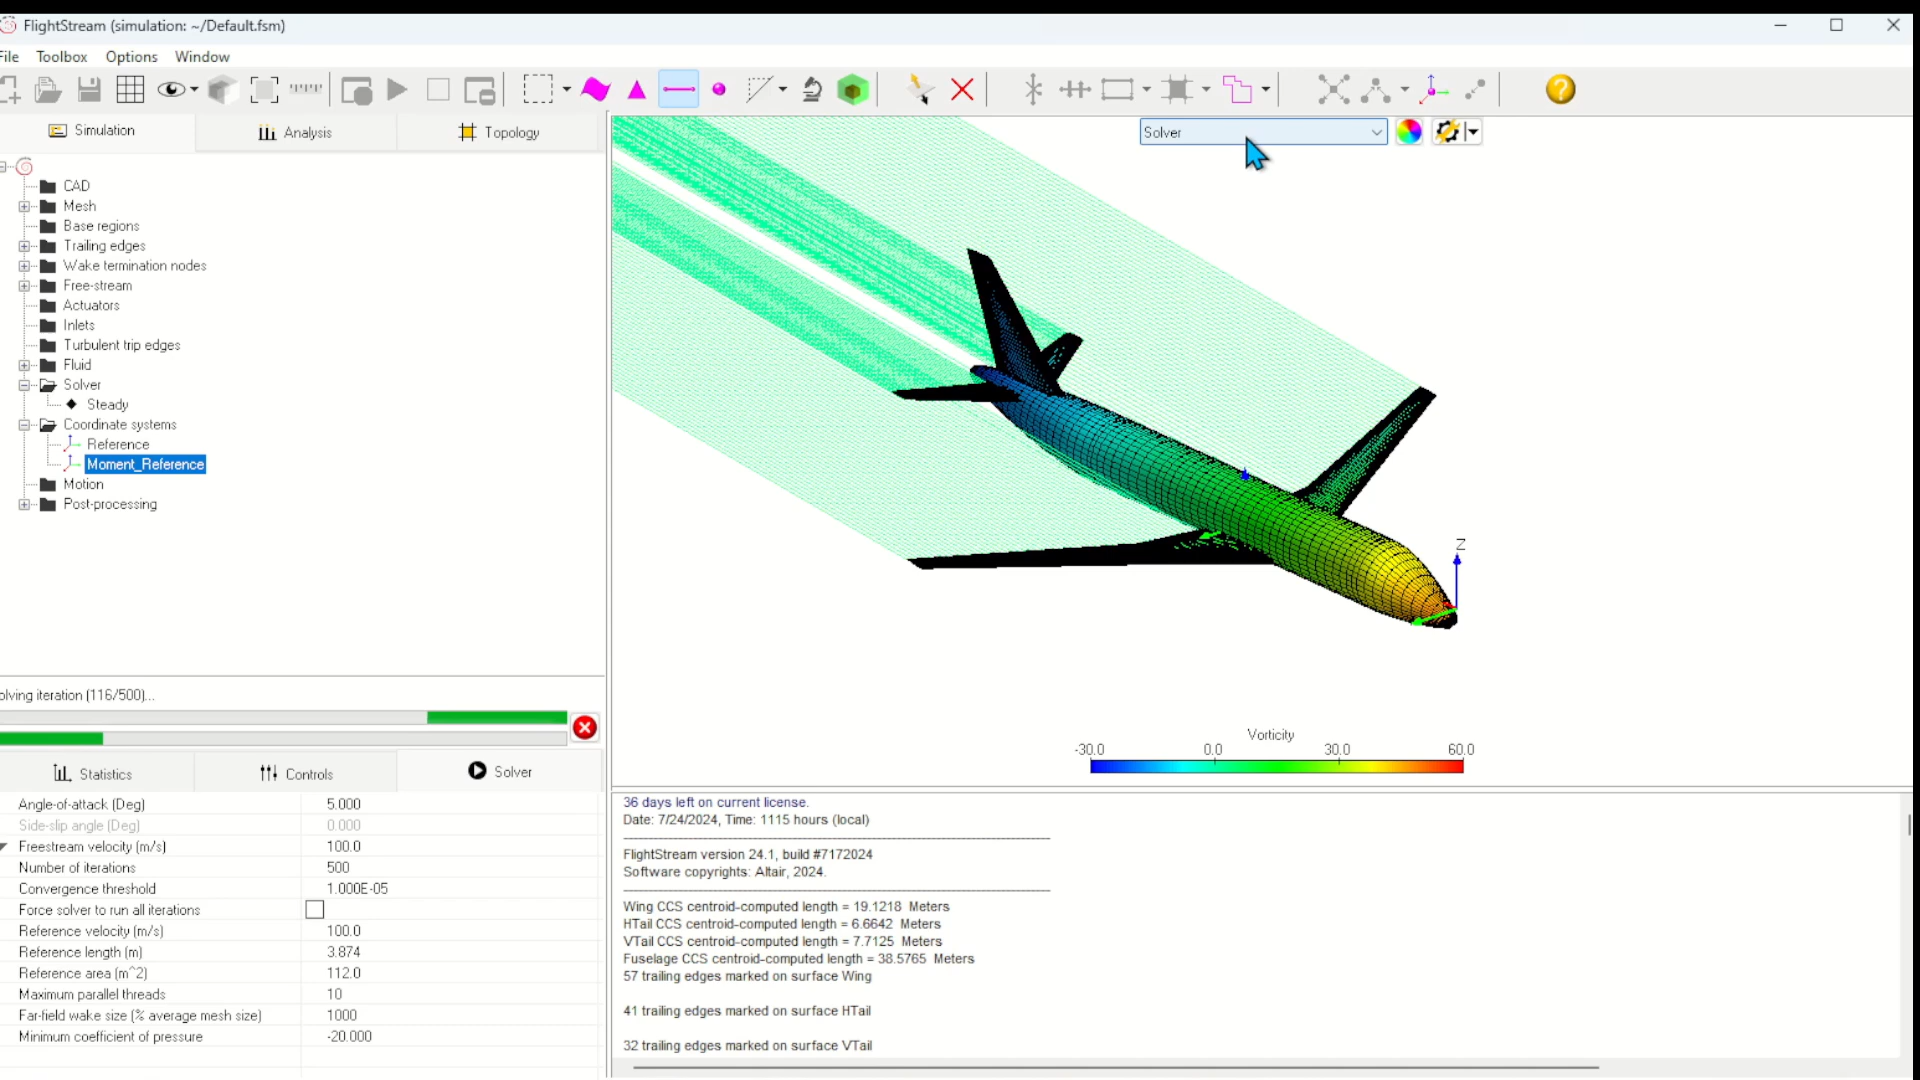 FlightStream (simulation: ~/Default.fsm)
File Toolbox Options Window
Simulation Analysis Topology
Solver
CAD
Mesh
Base regions
Trailing edges
Wake termination nodes
Free-stream
Actuators
Inlets
Turbulent trip edges
Fluid
Solver
Steady
Coordinate systems
Reference
Moment_Reference
Motion
Post-processing
Z
Vorticity
-30.0 0.0 30.0 60.0
olving iteration (116/500)...
Statistics Controls Solver
Angle-of-attack (Deg) 5.000
Side-slip angle (Deg) 0.000
Freestream velocity (m/s) 100.0
Number of iterations 500
Convergence threshold 1.000E-05
Force solver to run all iterations
Reference velocity (m/s) 100.0
Reference length (m) 3.874
Reference area (m^2) 112.0
Maximum parallel threads 10
Far-field wake size (% average mesh size) 1000
Minimum coefficient of pressure -20.000
36 days left on current license.
Date: 7/24/2024, Time: 1115 hours (local)
FlightStream version 24.1, build #7172024
Software copyrights: Altair, 2024.
Wing CCS centroid-computed length = 19.1218 Meters
HTail CCS centroid-computed length = 6.6642 Meters
VTail CCS centroid-computed length = 7.7125 Meters
Fuselage CCS centroid-computed length = 38.5765 Meters
57 trailing edges marked on surface Wing
41 trailing edges marked on surface HTail
32 trailing edges marked on surface VTail